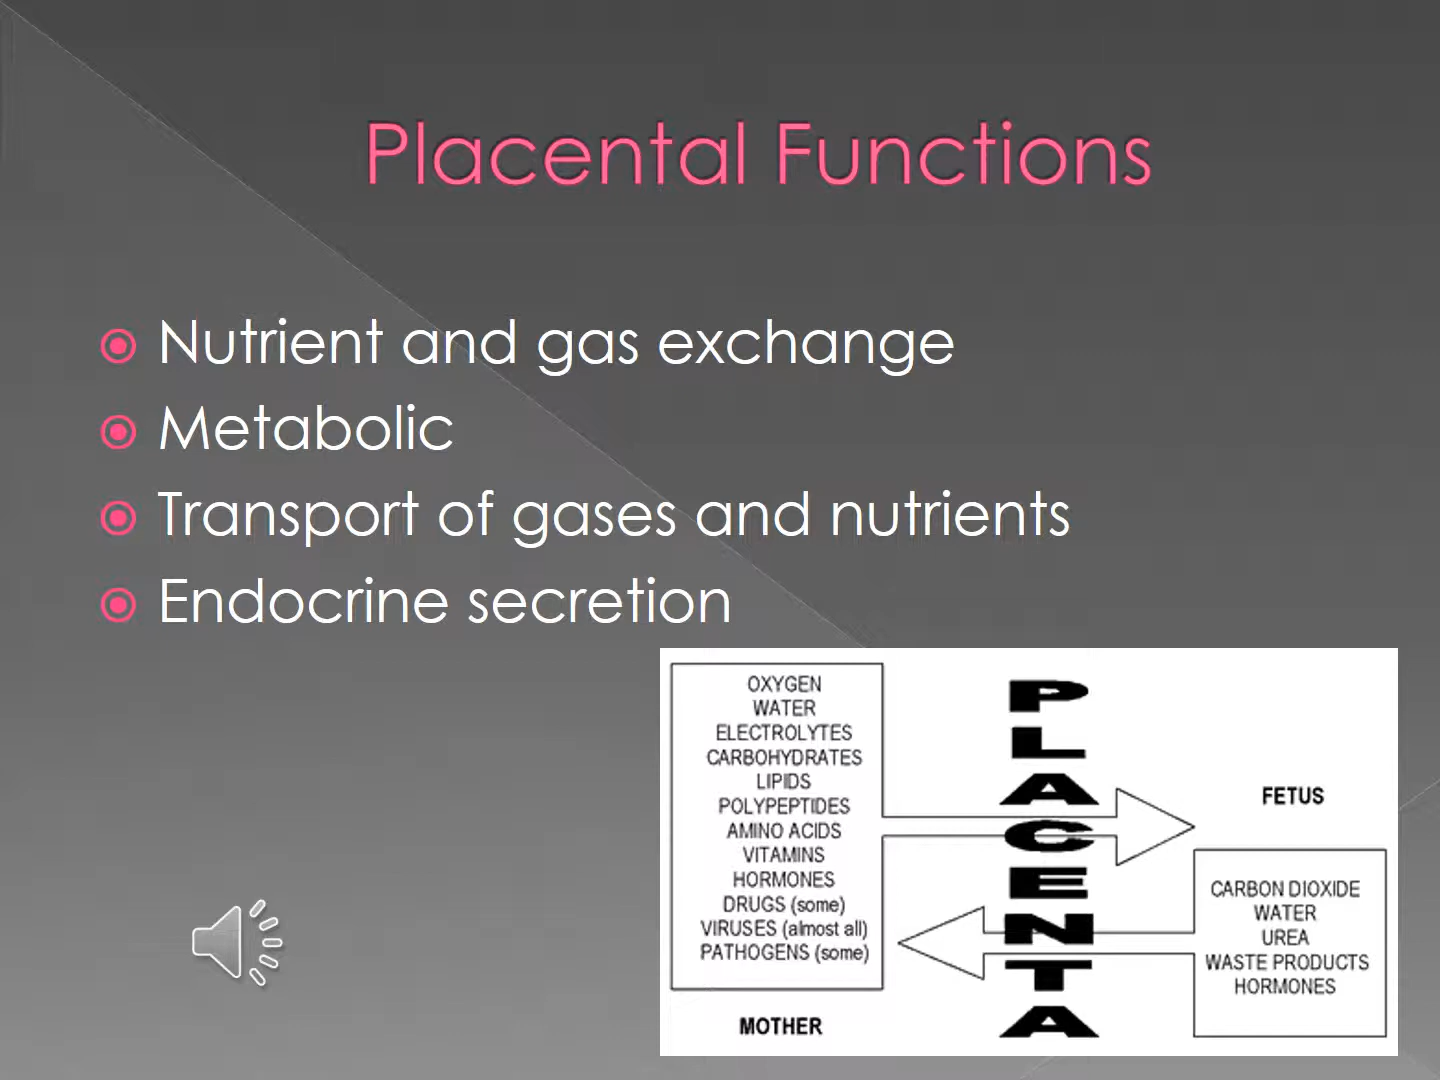 Placental Functions
Nutrient and gas exchange
Metabolic
Transport of gases and nutrients
Endocrine secretion
OXYGEN
WATER
ELECTROLYTES
CARBOHYDRATES
LIPIDS
POLYPEPTIDES
AMINO ACIDS
VITAMINS
HORMONES
DRUGS (some)
VIRUSES (almost all)
PATHOGENS (some)
MOTHER
PLACENTA
FETUS
CARBON DIOXIDE
WATER
UREA
WASTE PRODUCTS
HORMONES